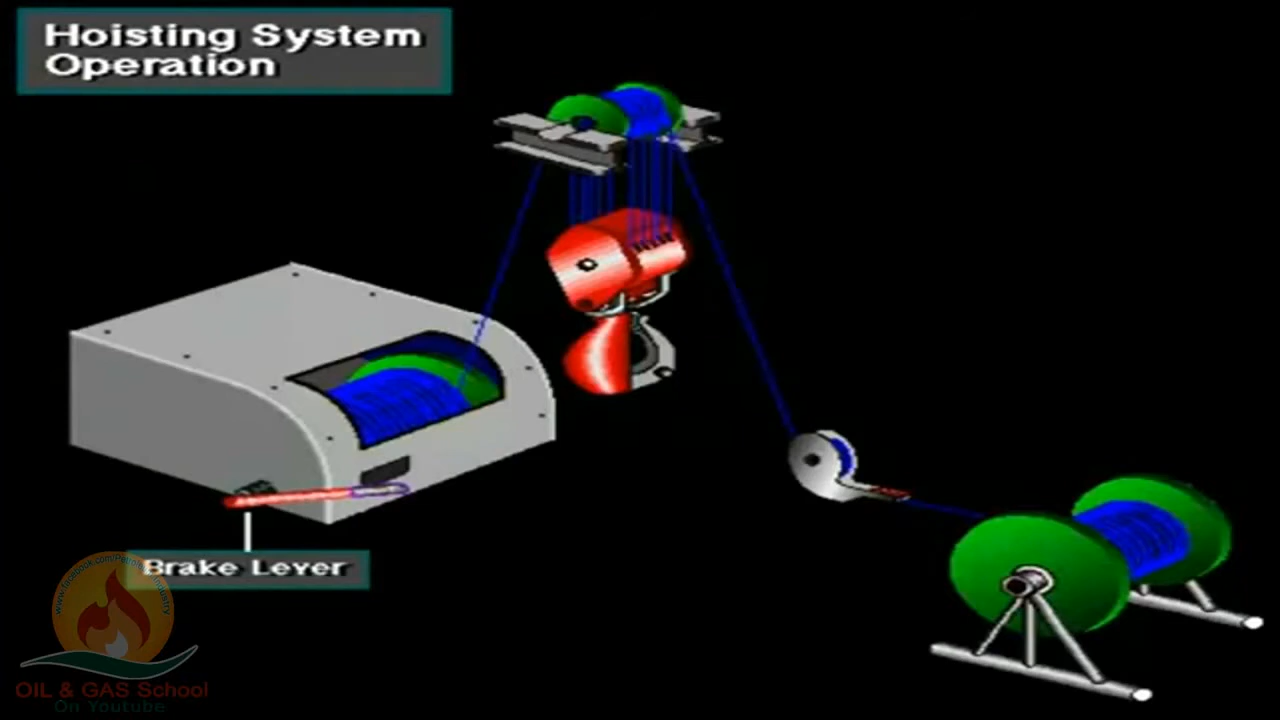 Hoisting System
Operation
Brake Lever
OIL & GAS School
On Youtube